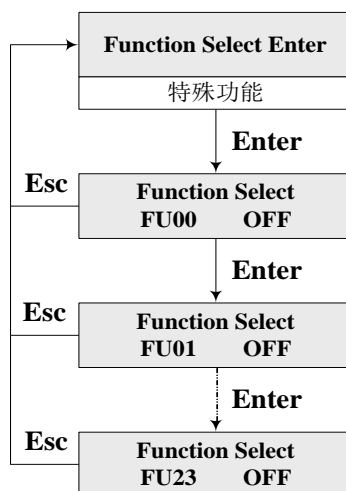 Function Select Enter
特殊功能
Enter
Esc
Function Select
FU00 OFF
Enter
Esc
Function Select
FU01 OFF
Enter
Esc
Function Select
FU23 OFF